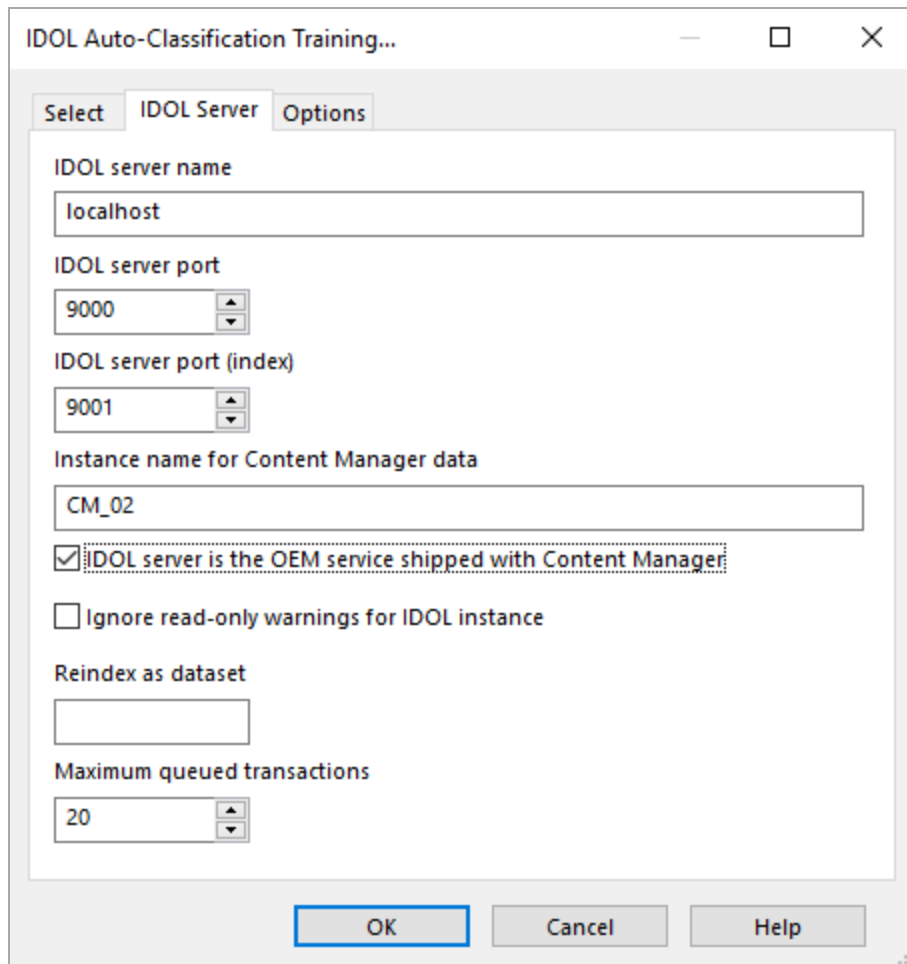 IDOL Auto-Classification Training...
Select IDOL Server Options
IDOL server name
localhost
IDOL server port
9000
IDOL server port (index)
9001
Instance name for Content Manager data
CM_02
IDOL server is the OEM service shipped with Content Manager
Ignore read-only warnings for IDOL instance
Reindex as dataset
Maximum queued transactions
20
OK Cancel Help